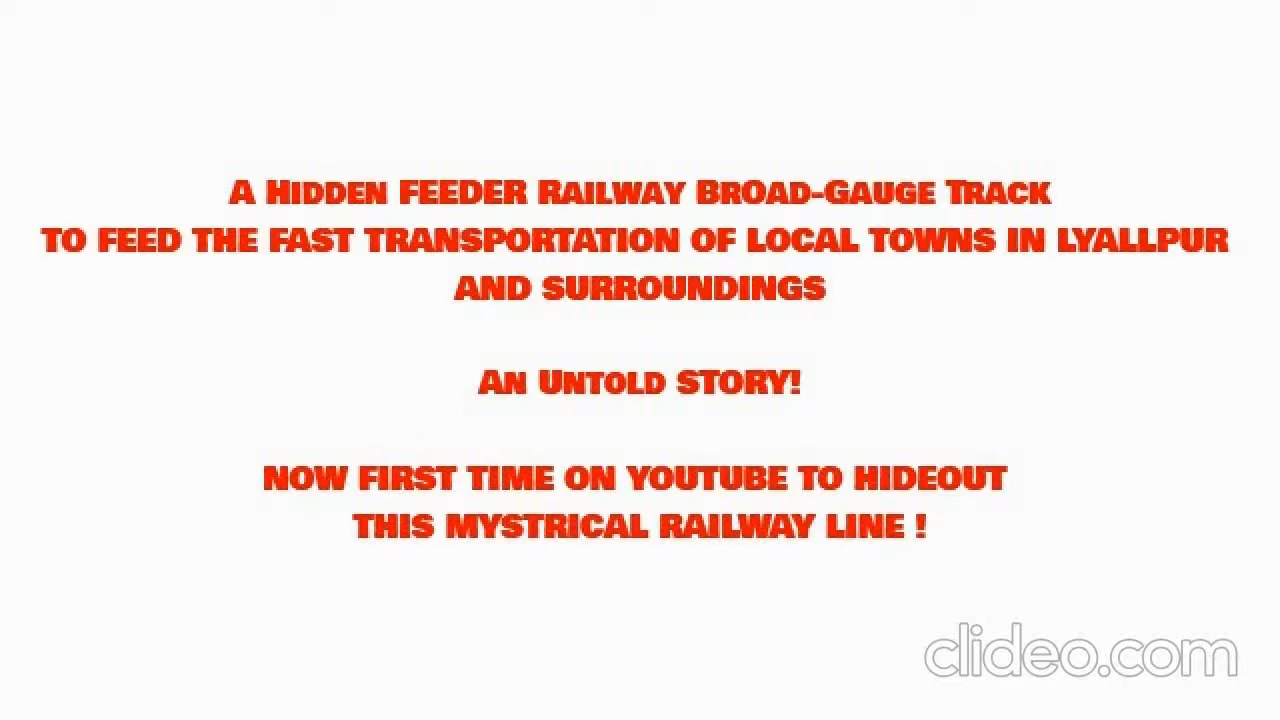 A Hidden FEEDER Railway BrOad-Gauge Track
TO FEED THE FAST TRANSPORTATION OF LOCAL TOWNS IN LYALLPUR
AND SURROUNDINGS
AN Untold STORY!
NOW FIRST TIME ON YOUTUBE TO HIDEOUT
THIS MYSTRICAL RAILWAY LINE !
clideo.com